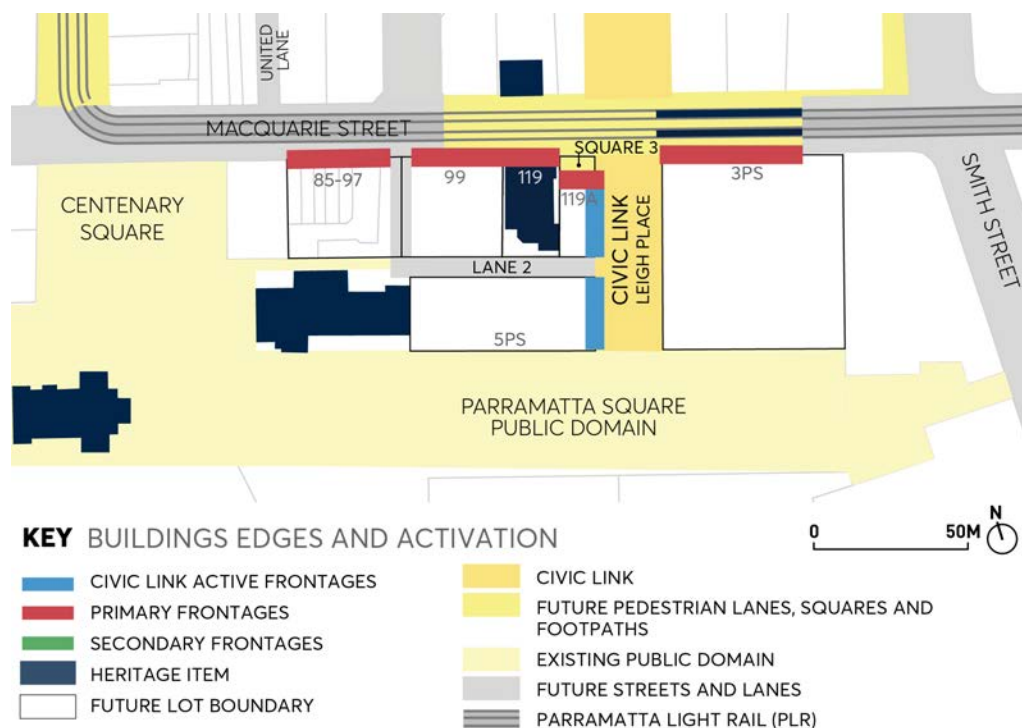 UNITED
LANE
MACQUARIE STREET
SQUARE 3
85-97
99
119
119A
3PS
CENTENARY
SQUARE
CIVIC LINK
LEIGH PLACE
SMITH STREET
LANE 2
5PS
PARRAMATTA SQUARE
PUBLIC DOMAIN
KEY BUILDINGS EDGES AND ACTIVATION
0 50M N
CIVIC LINK ACTIVE FRONTAGES
PRIMARY FRONTAGES
SECONDARY FRONTAGES
HERITAGE ITEM
FUTURE LOT BOUNDARY
CIVIC LINK
FUTURE PEDESTRIAN LANES, SQUARES AND
FOOTPATHS
EXISTING PUBLIC DOMAIN
FUTURE STREETS AND LANES
PARRAMATTA LIGHT RAIL (PLR)